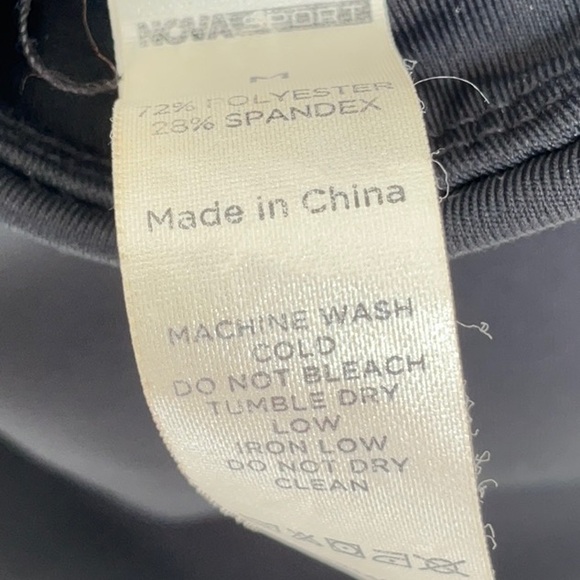 NOVA SPORT
M
72% POLYESTER
28% SPANDEX
Made in China
MACHINE WASH
COLD
DO NOT BLEACH
TUMBLE DRY
LOW
IRON LOW
DO NOT DRY
CLEAN